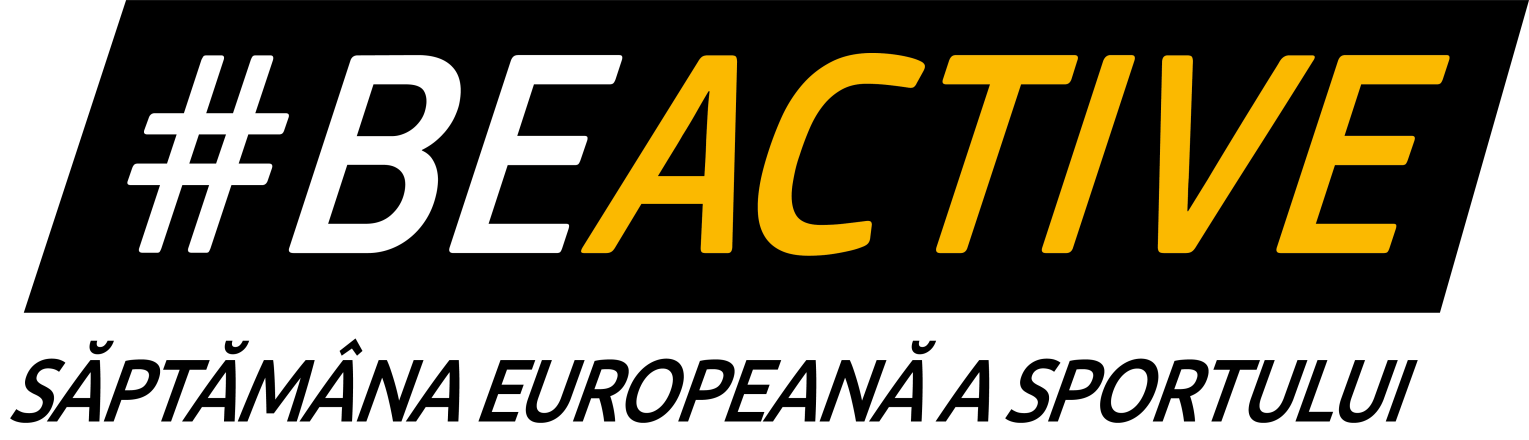 #BEACTIVE
SĂPTĂMÂNA EUROPEANĂ A SPORTULUI